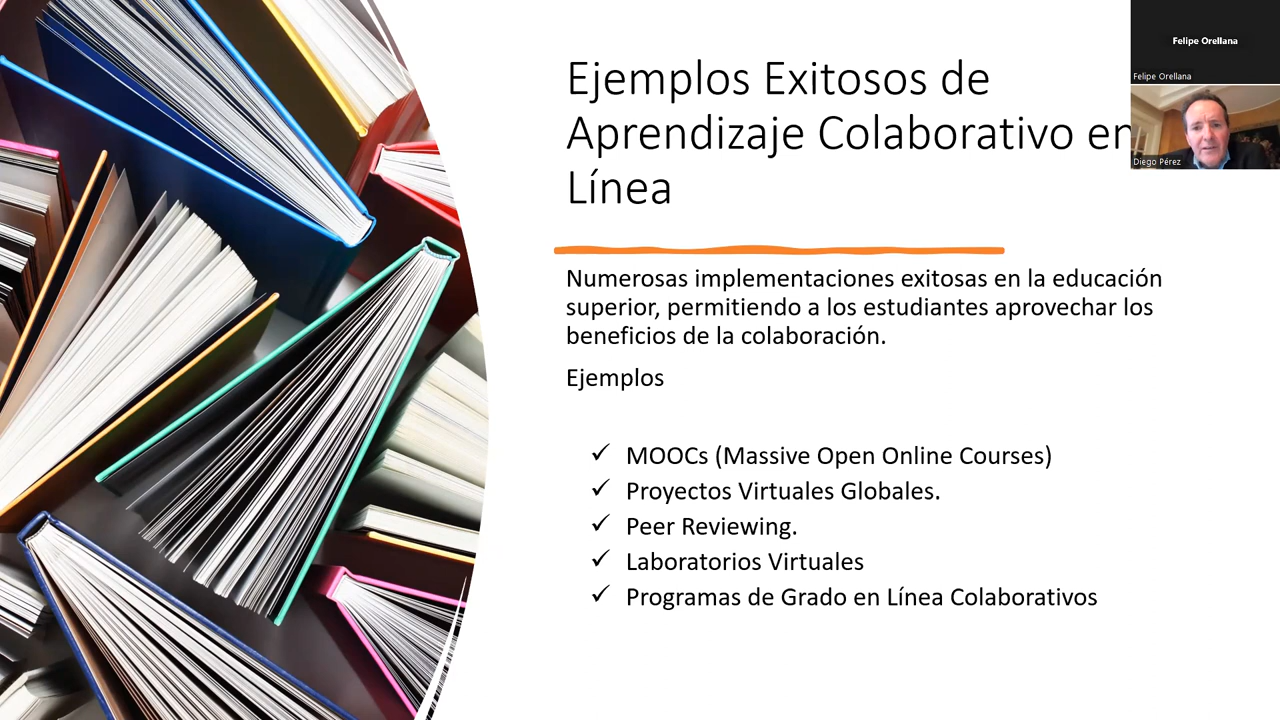 Ejemplos Exitosos de
Aprendizaje Colaborativo en
Línea
Numerosas implementaciones exitosas en la educación
superior, permitiendo a los estudiantes aprovechar los
beneficios de la colaboración.
Ejemplos
✓ MOOCs (Massive Open Online Courses)
✓ Proyectos Virtuales Globales.
✓ Peer Reviewing.
✓ Laboratorios Virtuales
✓ Programas de Grado en Línea Colaborativos
Felipe Orellana
Felipe Orellana
Diego Pérez